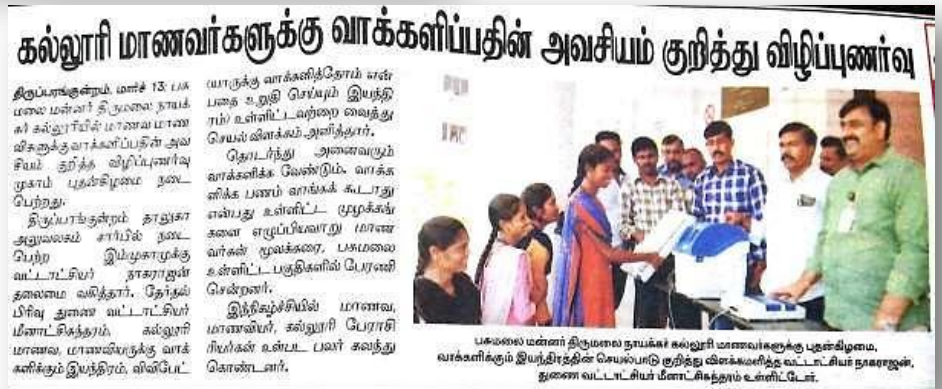 கல்லூரி மாணவர்களுக்கு வாக்களிப்பதின் அவசியம் குறித்து விழிப்புணர்வு
திருப்பரங்குன்றம், மார்ச் 13: பசு
மலை மன்னர் திருமலை நாயக்
கர் கல்லூரியில் மாணவ மாண
விகளுக்கு வாக்களிப்பதன் அவ
சியம் குறித்த விழிப்புணர்வு
முகாம் புதன்கிழமை நடை
பெற்றது.
திருப்பரங்குன்றம் தாலுகா
அலுவலகம் சார்பில் நடை
பெற்ற இம்முகாமுக்கு
வட்டாட்சியர் நாகராஜன்
தலைமை வகித்தார். தேர்தல்
பிரிவு துணை வட்டாட்சியர்
மீனாட்சிசுந்தரம், கல்லூரி
மாணவ, மாணவியருக்கு வாக்
களிக்கும் இயந்திரம், விவிபேட்
(யாருக்கு வாக்களித்தோம் என்
பதை உறுதி செய்யும் இயந்தி
ரம்) உள்ளிட்டவற்றை வைத்து
செயல் விளக்கம் அளித்தார்.
தொடர்ந்து அனைவரும்
வாக்களிக்க வேண்டும். வாக்க
ளிக்க பணம் வாங்கக் கூடாது
என்பது உள்ளிட்ட முழக்கங்
களை எழுப்பியவாறு மாண
வர்கள் மூலக்கரை, பசுமலை
உள்ளிட்ட பகுதிகளில் பேரணி
சென்றனர்.
இந்நிகழ்ச்சியில் மாணவ,
மாணவியர், கல்லூரி பேராசி
ரியர்கள் உள்பட பலர் கலந்து
கொண்டனர்.
பசுமலை மன்னர் திருமலை நாயக்கர் கல்லூரி மாணவர்களுக்கு புதன்கிழமை,
வாக்களிக்கும் இயந்திரத்தின் செயல்பாடு குறித்து விளக்கமளித்த வட்டாட்சியர் நாகராஜன்,
துணை வட்டாட்சியர் மீனாட்சிசுந்தரம் உள்ளிட்டோர்.